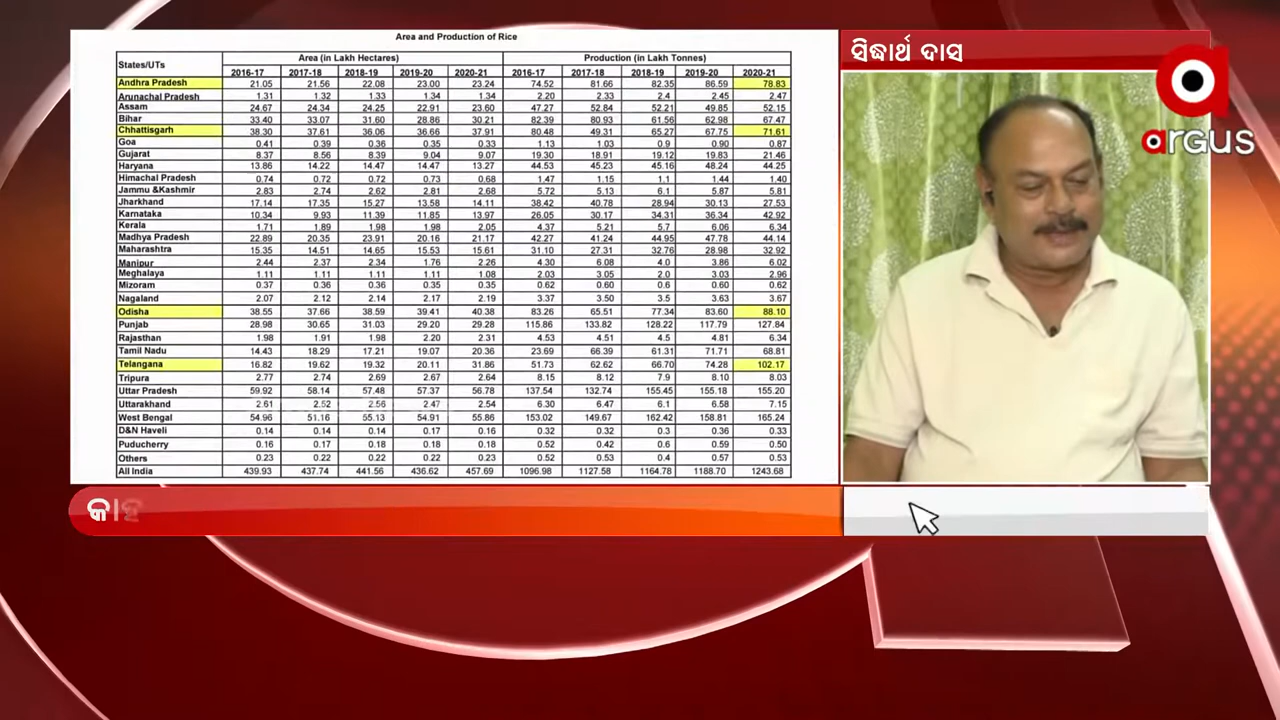 Area and Production of Rice
States/UTs Area (in Lakh Hectares) Production (in Lakh Tonnes)
2016-17 2017-18 2018-19 2019-20 2020-21 2016-17 2017-18 2018-19 2019-20 2020-21
Andhra Pradesh 21.05 21.56 22.08 23.00 23.24 74.52 81.66 82.35 86.59 78.83
Arunachal Pradesh 1.31 1.32 1.33 1.34 1.34 2.20 2.33 2.4 2.45 2.47
Assam 24.67 24.34 24.25 22.91 23.60 47.27 52.84 52.21 49.85 52.15
Bihar 33.40 33.07 31.60 28.86 30.21 82.39 80.93 61.56 62.98 67.47
Chhattisgarh 38.30 37.61 36.06 36.66 37.91 80.48 49.31 65.27 67.75 71.61
Goa 0.41 0.39 0.36 0.35 0.33 1.13 1.03 0.9 0.90 0.87
Gujarat 8.37 8.56 8.39 9.04 9.07 19.30 18.91 19.12 19.83 21.46
Haryana 13.86 14.22 14.47 14.47 13.27 44.53 45.23 45.16 48.24 44.25
Himachal Pradesh 0.74 0.72 0.72 0.73 0.68 1.47 1.15 1.1 1.44 1.40
Jammu &Kashmir 2.83 2.74 2.62 2.81 2.68 5.72 5.13 6.1 5.87 5.81
Jharkhand 17.14 17.35 15.27 13.58 14.11 38.42 40.78 28.94 30.13 27.53
Karnataka 10.34 9.93 11.39 11.85 13.97 26.05 30.17 34.31 36.34 42.92
Kerala 1.71 1.89 1.98 1.98 2.05 4.37 5.21 5.7 6.06 6.34
Madhya Pradesh 22.89 20.35 23.91 20.16 21.17 42.27 41.24 44.95 47.78 44.14
Maharashtra 15.35 14.51 14.65 15.53 15.61 31.10 27.31 32.76 28.98 32.92
Manipur 2.44 2.37 2.34 1.76 2.26 4.30 6.08 4.0 3.86 6.02
Meghalaya 1.11 1.11 1.11 1.11 1.08 2.03 3.05 2.0 3.03 2.96
Mizoram 0.37 0.36 0.36 0.35 0.35 0.62 0.60 0.6 0.60 0.62
Nagaland 2.07 2.12 2.14 2.17 2.19 3.37 3.50 3.5 3.63 3.67
Odisha 38.55 37.66 38.59 39.41 40.38 83.26 65.51 77.34 83.60 88.10
Punjab 28.98 30.65 31.03 29.20 29.28 115.86 133.82 128.22 117.79 127.84
Rajasthan 1.98 1.91 1.98 2.20 2.31 4.53 4.51 4.5 4.81 6.34
Tamil Nadu 14.43 18.29 17.21 19.07 20.36 23.69 66.39 61.31 71.71 68.81
Telangana 16.82 19.62 19.32 20.11 31.86 51.73 62.62 66.70 74.28 102.17
Tripura 2.77 2.74 2.69 2.67 2.64 8.15 8.12 7.9 8.10 8.03
Uttar Pradesh 59.92 58.14 57.48 57.37 56.78 137.54 132.74 155.45 155.18 155.20
Uttarakhand 2.61 2.52 2.56 2.47 2.54 6.30 6.47 6.1 6.58 7.15
West Bengal 54.96 51.16 55.13 54.91 55.86 153.02 149.67 162.42 158.81 165.24
D&N Haveli 0.14 0.14 0.14 0.17 0.16 0.32 0.32 0.3 0.36 0.33
Puducherry 0.16 0.17 0.18 0.18 0.18 0.52 0.42 0.6 0.59 0.50
Others 0.23 0.22 0.22 0.22 0.23 0.52 0.53 0.4 0.57 0.53
All India 439.93 437.74 441.56 436.62 457.69 1096.98 1127.58 1164.78 1188.70 1243.68
ସିଦ୍ଧାର୍ଥ ଦାସ
argus
କାହ